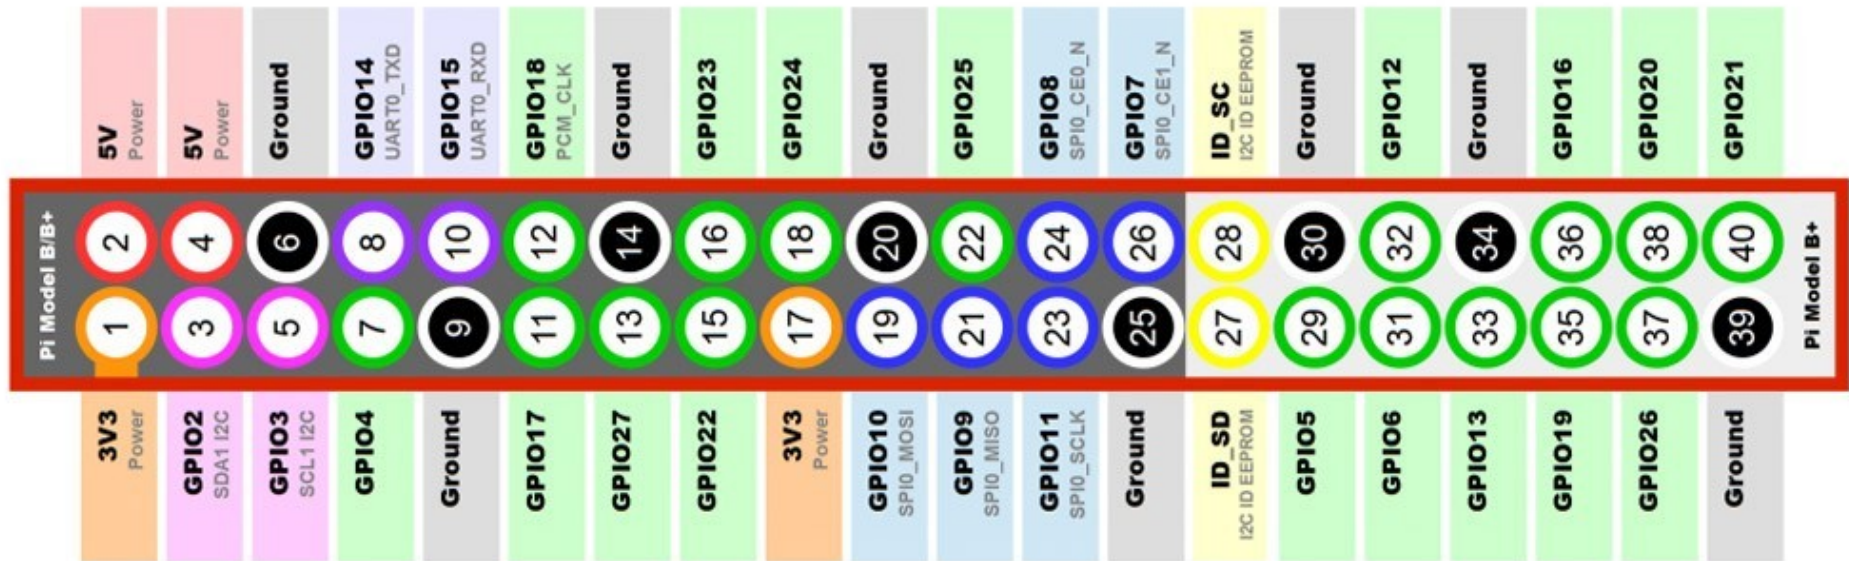 5V
Power
5V
Power
Ground
GPIO14
UART0_TXD
GPIO15
UART0_RXD
GPIO18
PCM_CLK
Ground
GPIO23
GPIO24
Ground
GPIO25
GPIO8
SPI0_CE0_N
GPIO7
SPI0_CE1_N
ID_SC
I2C ID EEPROM
Ground
GPIO12
Ground
GPIO16
GPIO20
GPIO21
Pi Model B/B+
2 4 6 8 10 12 14 16 18 20 22 24 26 28 30 32 34 36 38 40
1 3 5 7 9 11 13 15 17 19 21 23 25 27 29 31 33 35 37 39
Pi Model B+
3V3
Power
GPIO2
SDA1 I2C
GPIO3
SCL1 I2C
GPIO4
Ground
GPIO17
GPIO27
GPIO22
3V3
Power
GPIO10
SPI0_MOSI
GPIO9
SPI0_MISO
GPIO11
SPI0_SCLK
Ground
ID_SD
I2C ID EEPROM
GPIO5
GPIO6
GPIO13
GPIO19
GPIO26
Ground